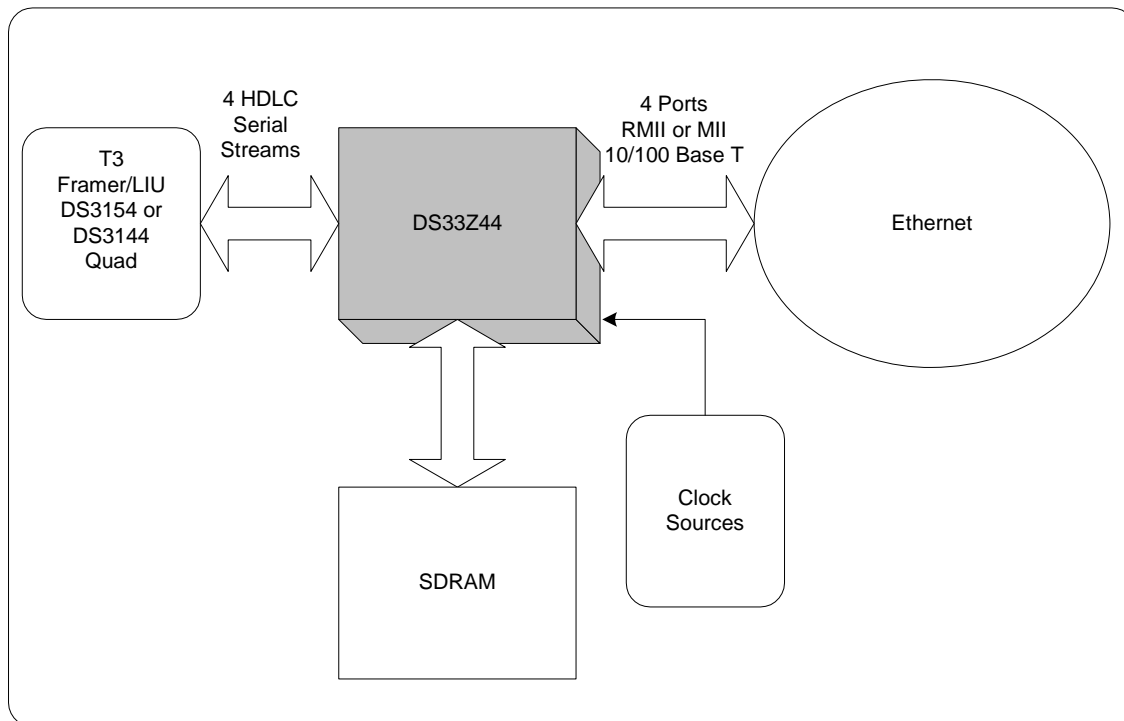 4 HDLC
Serial
Streams
4 Ports
RMII or MII
10/100 Base T
T3
Framer/LIU
DS3154 or
DS3144
Quad
DS33Z44
Ethernet
Clock
Sources
SDRAM